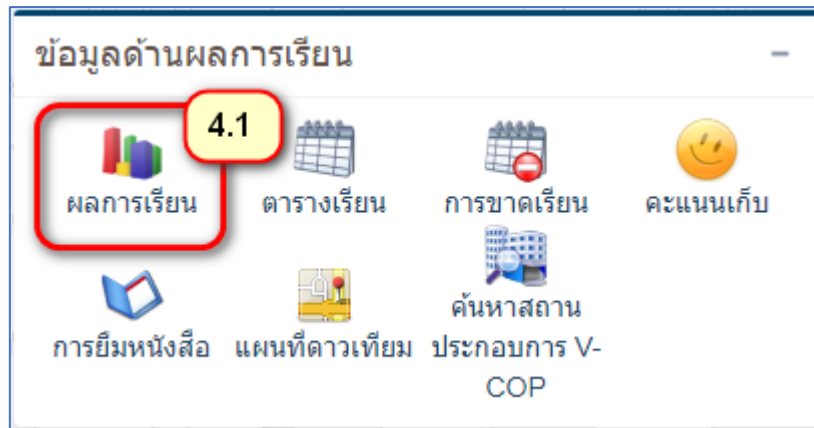 ข้อมูลด้านผลการเรียน
4.1
ผลการเรียน ตารางเรียน การขาดเรียน คะแนนเก็บ
การยืมหนังสือ แผนที่ดาวเทียม ค้นหาสถาน
ประกอบการ V-
COP